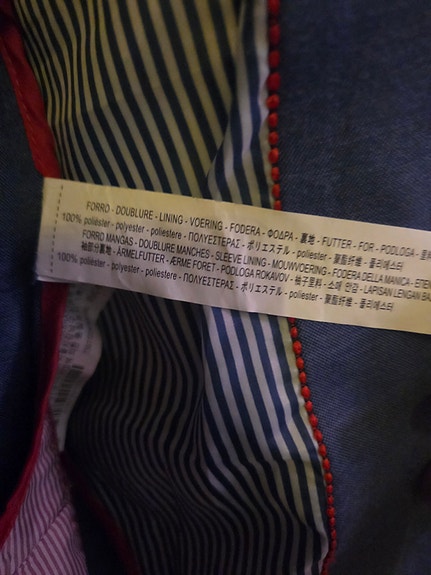 FORRO - DOUBLURE - LINING - VOERING - FODERA - ΦΟΔΡΑ - 裏地 - FUTTER - FOR - PODLOGA -
100% poliéster - polyester - poliestere - ΠΟΛΥΕΣΤΕΡΑΣ - ポリエステル - poliester - 聚酯纤维 - 폴리에스터
FORRO MANGAS - DOUBLURE MANCHES - SLEEVE LINING - MOUWVOERING - FODERA DELLA MANICA -
袖部分裏地 - ÄRMELFUTTER - ÆRME FORET - PODLOGA ROKAVOV - 袖子里料 - 소매 안감 - LAPISAN LENGAN
100% poliéster - polyester - poliestere - ΠΟΛΥΕΣΤΕΡΑΣ - ポリエステル - poliester - 聚酯纤维 - 폴리에스터